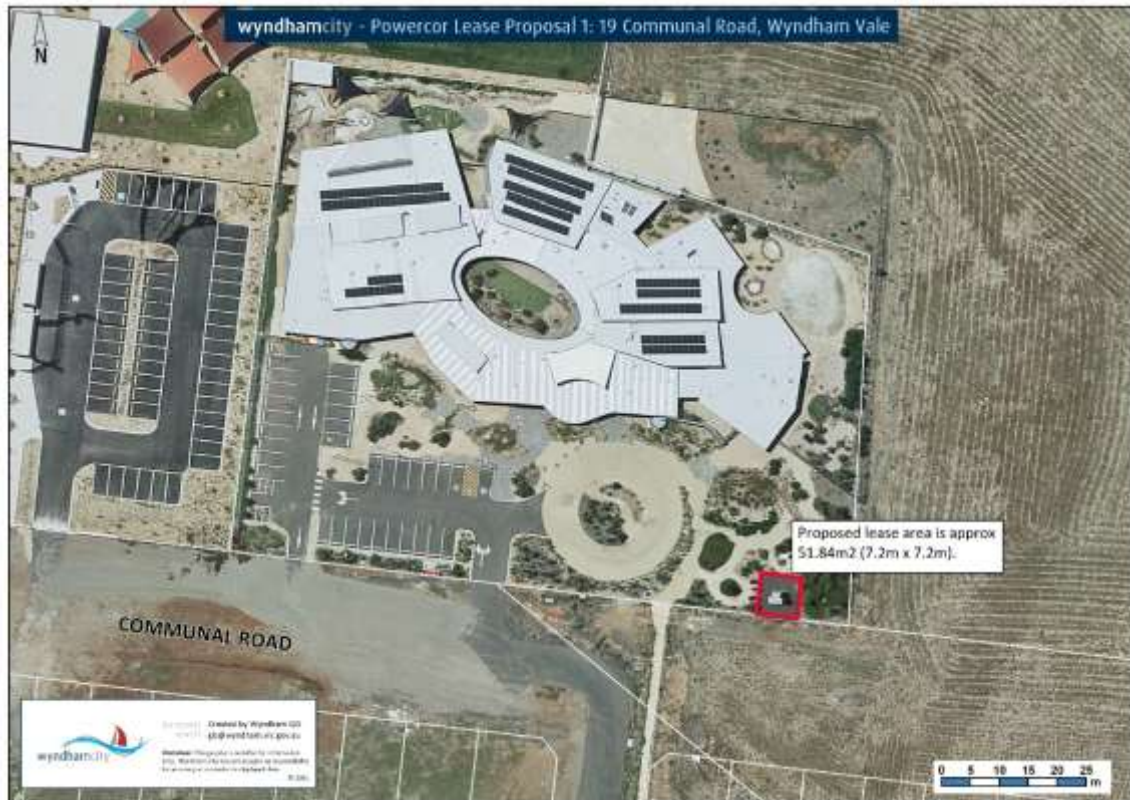 wyndhamcity - Powercor Lease Proposal 1: 19 Communal Road, Wyndham Vale
N
Proposed lease area is approx
51.84m2 (7.2m x 7.2m).
COMMUNAL ROAD
wyndhamcity
Created by Wyndham GIS
0 5 10 15 20 25
m